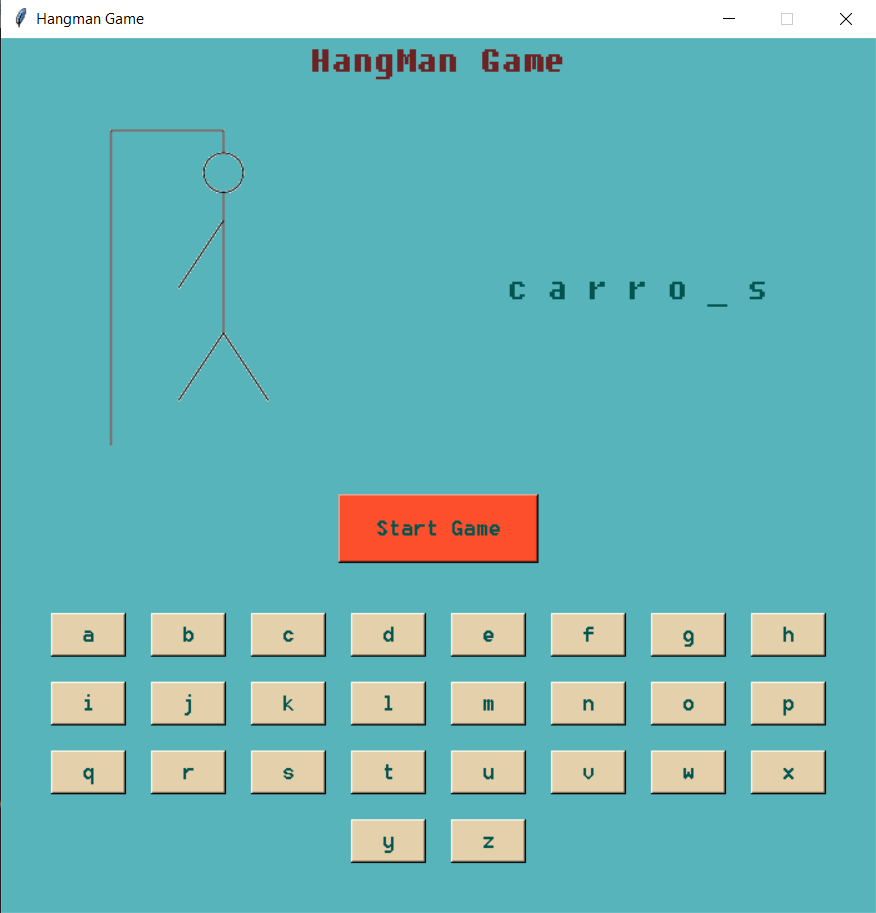 Hangman Game
HangMan Game
c a r r o _ s
Start Game
a b c d e f g h
i j k l m n o p
q r s t u v w x
y z